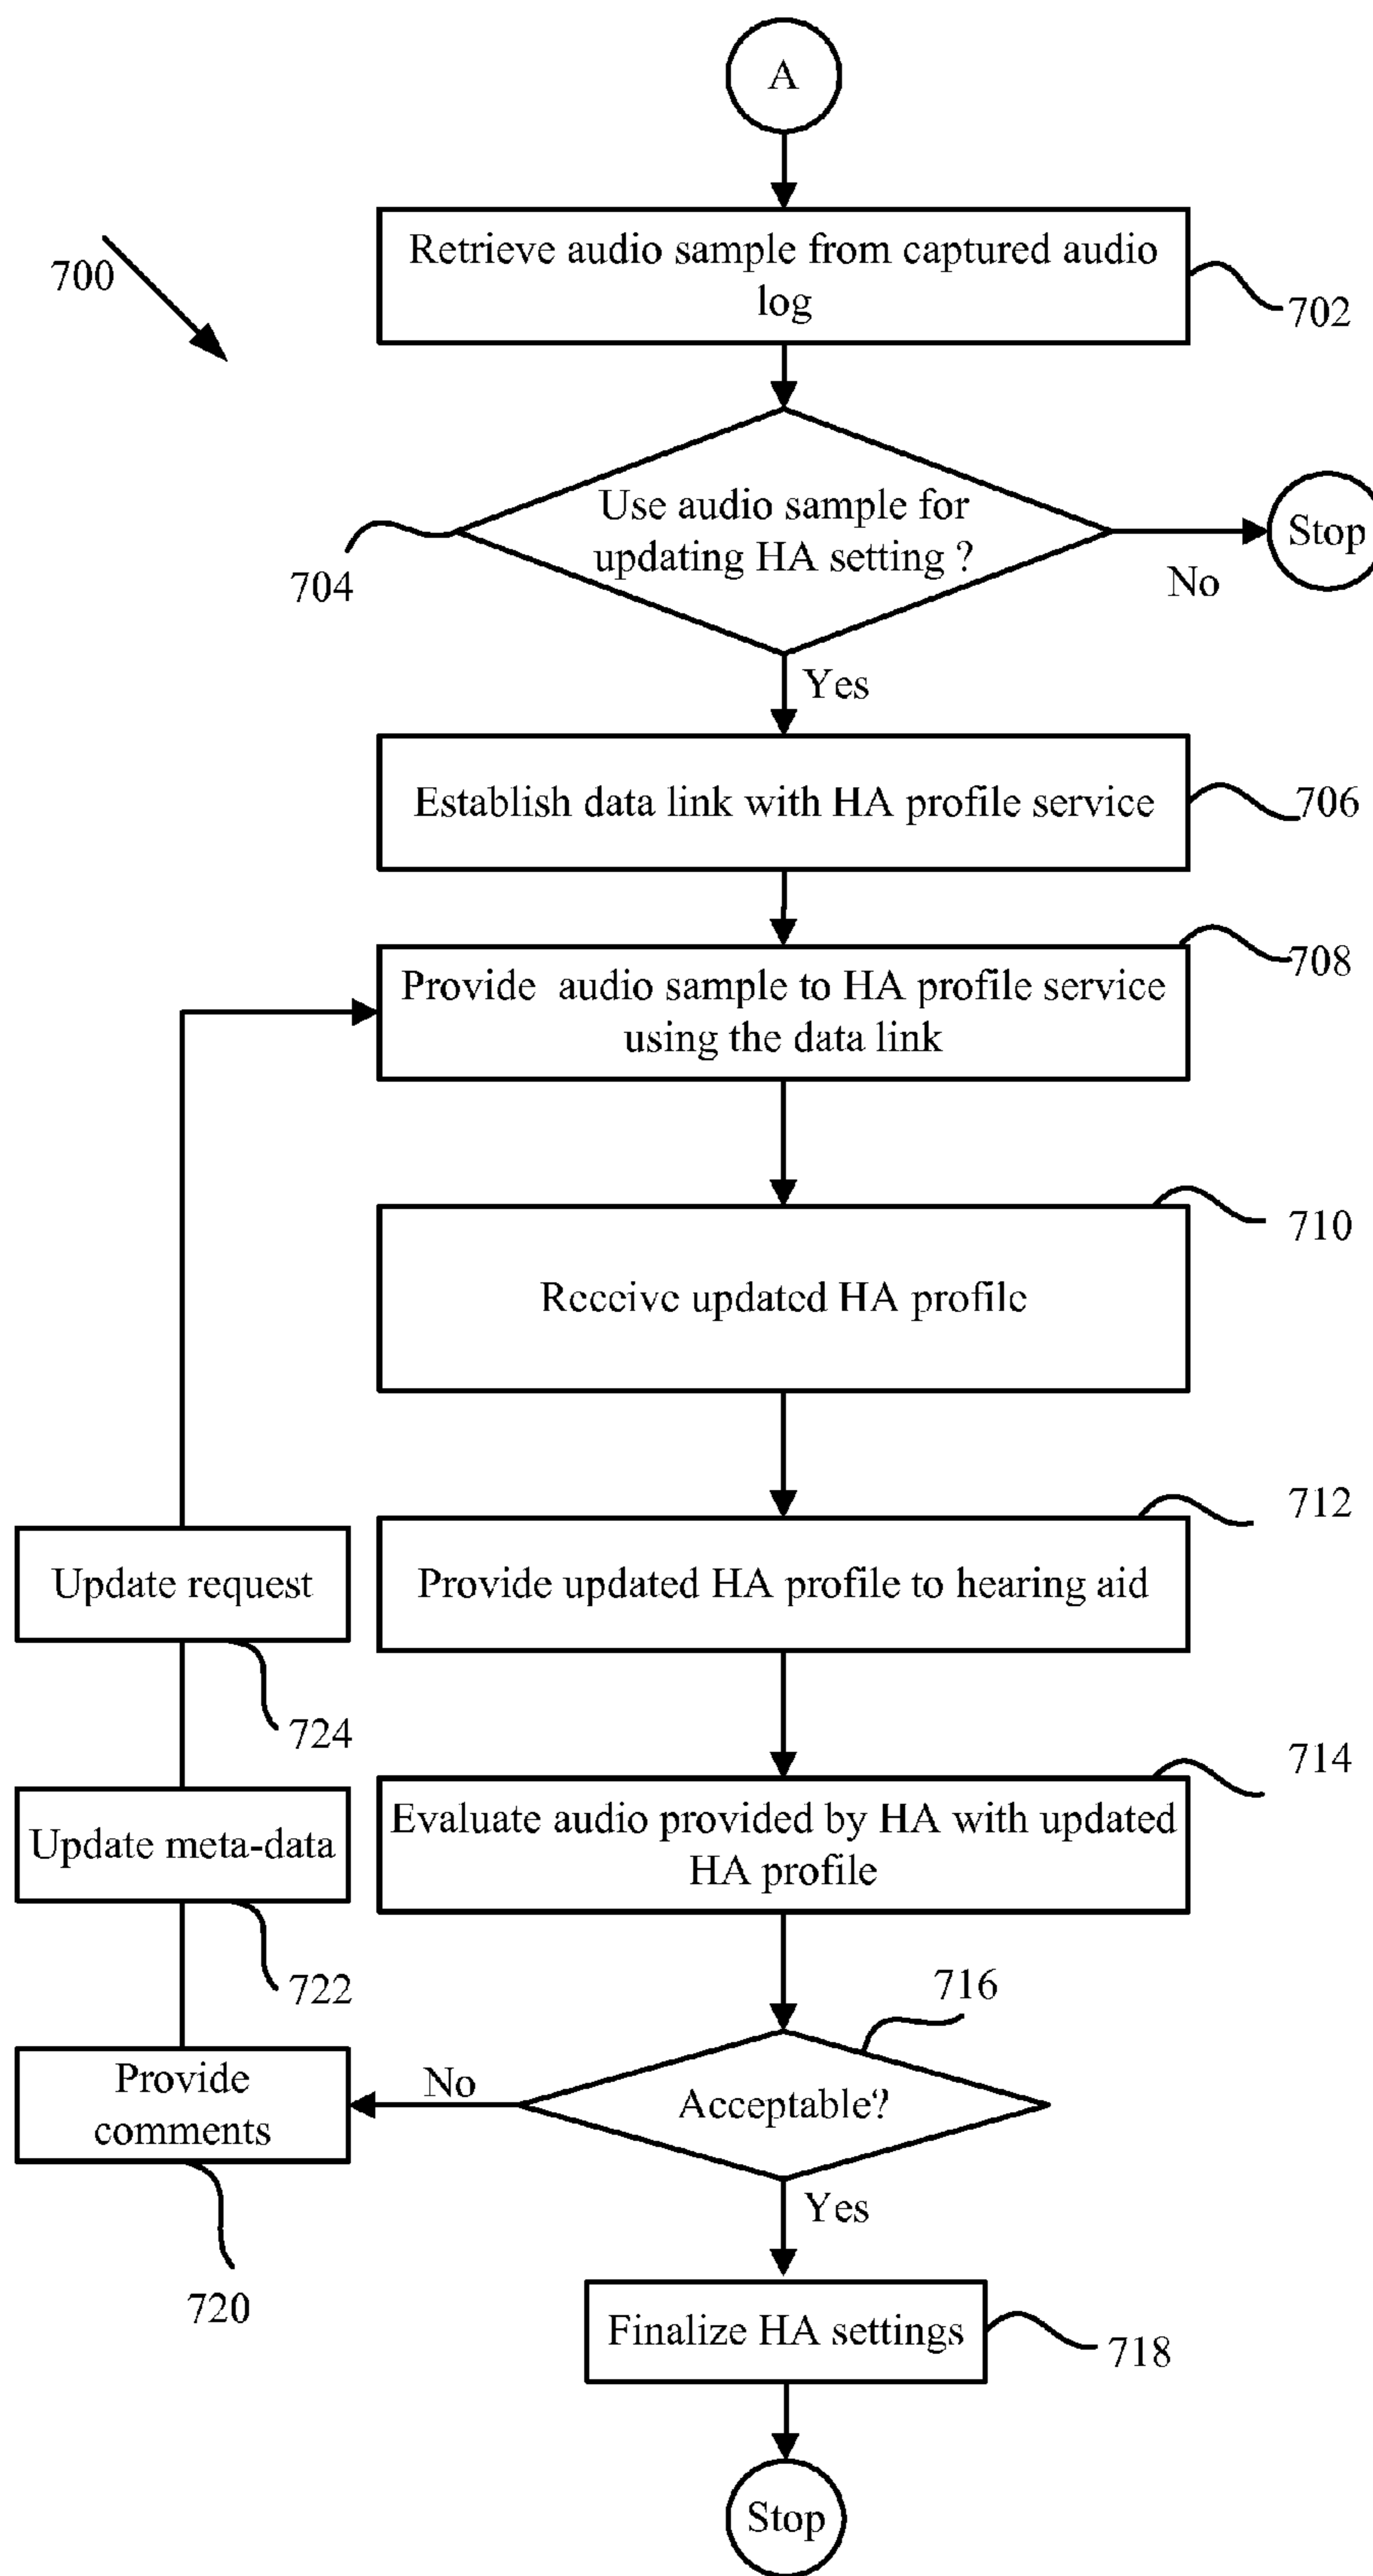 A
700
Retrieve audio sample from captured audio
log
702
Use audio sample for
updating HA setting ?
704
No
Stop
Yes
Establish data link with HA profile service
706
708
Provide audio sample to HA profile service
using the data link
710
Receive updated HA profile
712
Provide updated HA profile to hearing aid
Update request
724
714
Evaluate audio provided by HA with updated
HA profile
Update meta-data
722
716
Acceptable?
No
Provide
comments
720
Yes
Finalize HA settings
718
Stop